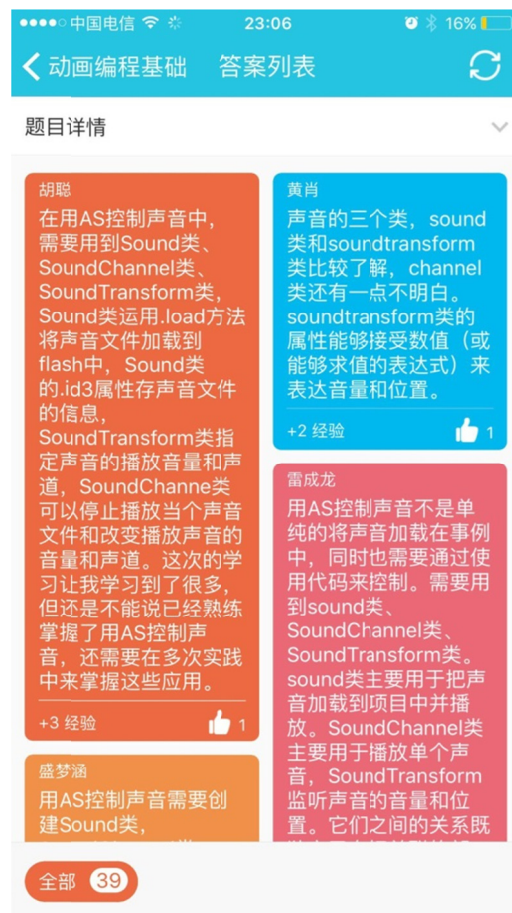 中国电信 23:06 16%
动画编程基础 答案列表
题目详情
胡聪
在用AS控制声音中，
需要用到Sound类、
SoundChannel类、
SoundTransform类，
Sound类运用.load方法
将声音文件加载到
flash中，Sound类
的.id3属性存声音文件
的信息，
SoundTransform类指
定声音的播放音量和声
道，SoundChanne类
可以停止播放当个声音
文件和改变播放声音的
音量和声道。这次的学
习让我学习到了很多，
但还是不能说已经熟练
掌握了用AS控制声
音，还需要在多次实践
中来掌握这些应用。
+3 经验 1
盛梦涵
用AS控制声音需要创
建Sound类，
黄肖
声音的三个类，sound
类和sourdtransform
类比较了解，channel
类还有一点不明白。
soundtransform类的
属性能够接受数值（或
能够求值的表达式）来
表达音量和位置。
+2 经验 1
雷成龙
用AS控制声音不是单
纯的将声音加载在事例
中，同时也需要通过使
用代码来控制。需要用
到sound类、
SoundChannel类、
SoundTransform类。
sound类主要用于把声
音加载到项目中并播
放。SoundChannel类
主要用于播放单个声
音，SoundTransform
监听声音的音量和位
置。它们之间的关系既
全部 39